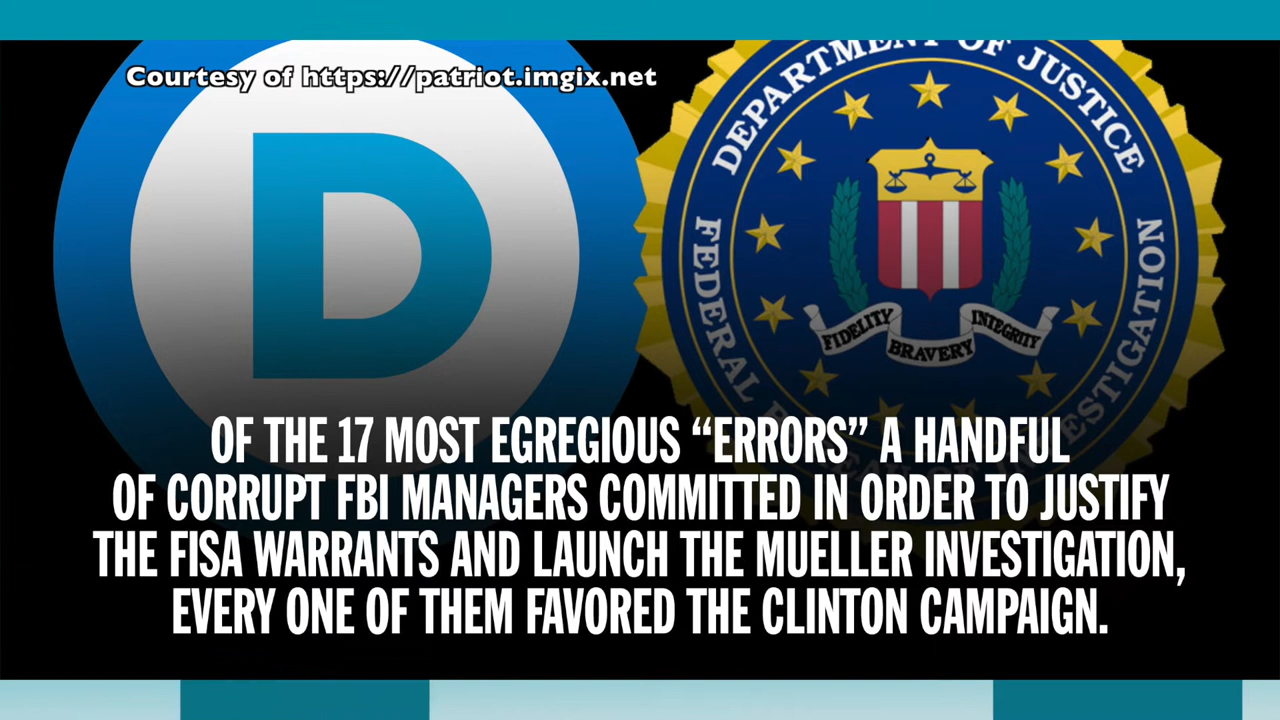 Courtesy of https://patriot.imgix.net
D
DEPARTMENT OF JUSTICE
FEDERAL BUREAU OF INVESTIGATION
FIDELITY
BRAVERY
INTEGRITY
OF THE 17 MOST EGREGIOUS “ERRORS” A HANDFUL
OF CORRUPT FBI MANAGERS COMMITTED IN ORDER TO JUSTIFY
THE FISA WARRANTS AND LAUNCH THE MUELLER INVESTIGATION,
EVERY ONE OF THEM FAVORED THE CLINTON CAMPAIGN.